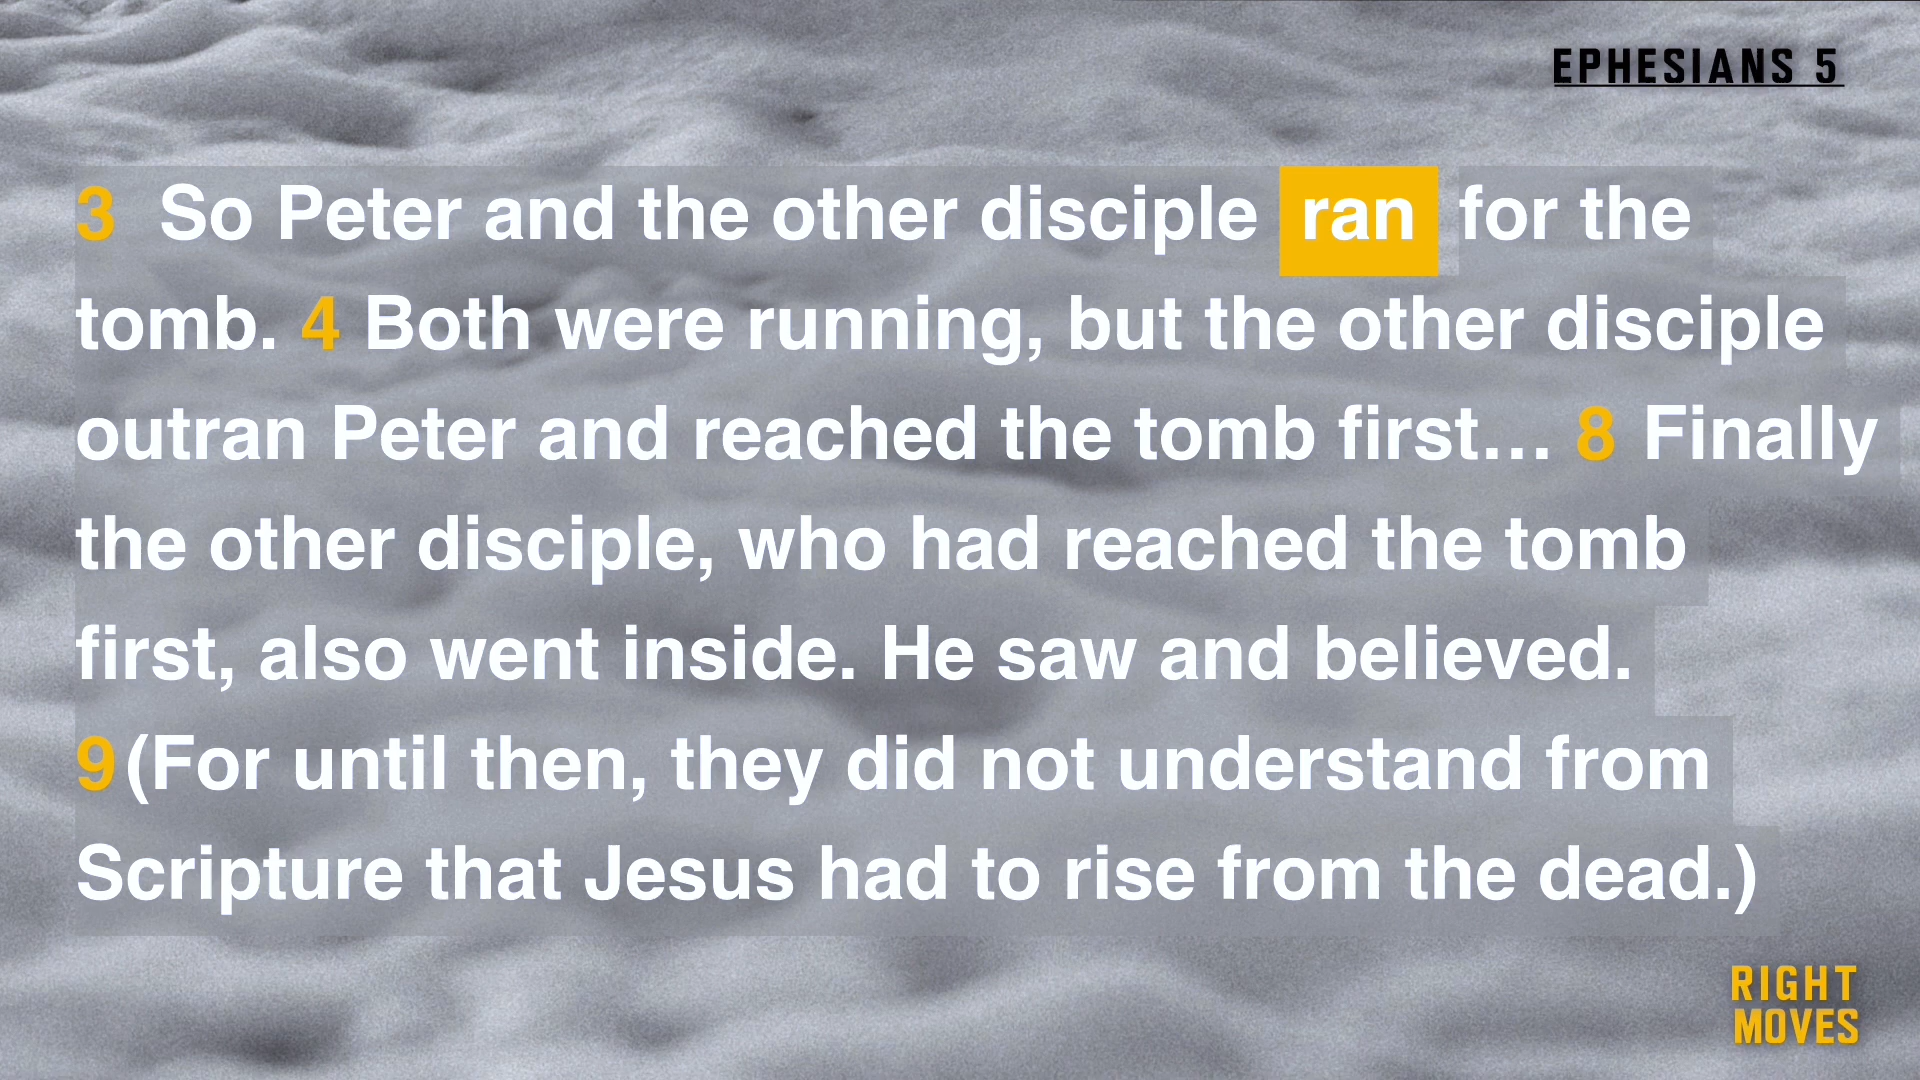 EPHESIANS 5
3 So Peter and the other disciple ran for the
tomb. 4 Both were running, but the other disciple
outran Peter and reached the tomb first… 8 Finally
the other disciple, who had reached the tomb
first, also went inside. He saw and believed.
9 (For until then, they did not understand from
Scripture that Jesus had to rise from the dead.)
RIGHT
MOVES